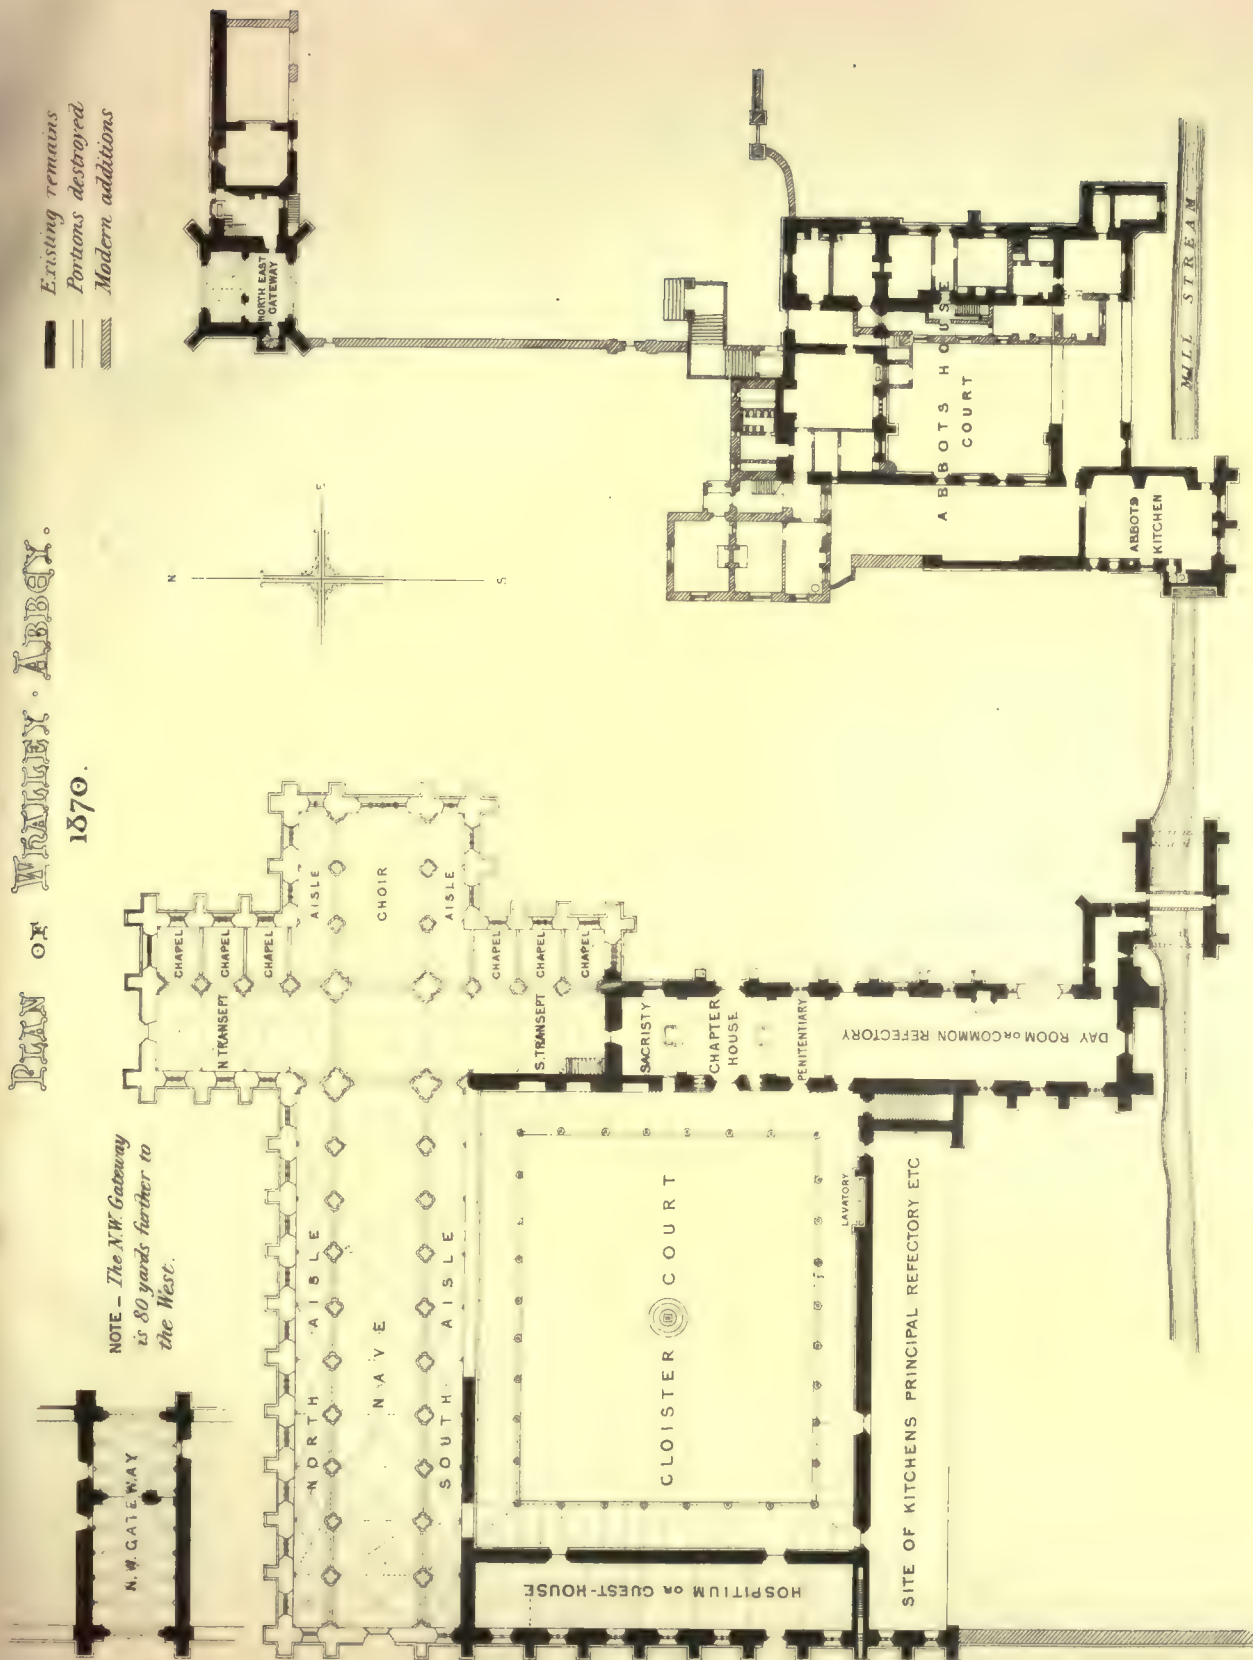 PLAN OF WHALLEY · ABBEY.
1870.
Existing remains
Portions destroyed
Modern additions
NOTE – The N.W. Gateway
is 80 yards further to
the West.
N.W. GATEWAY
NORTH EAST
GATEWAY
N
S
E
CHAPEL
CHAPEL
CHAPEL
N. TRANSEPT
AISLE
CHOIR
AISLE
CHAPEL
CHAPEL
CHAPEL
S. TRANSEPT
NORTH AISLE
NAVE
SOUTH AISLE
SACRISTY
CHAPTER
HOUSE
PENITENTIARY
DAY ROOM OR COMMON REFECTORY
CLOISTER COURT
LAVATORY
HOSPITIUM OR GUEST-HOUSE
SITE OF KITCHENS PRINCIPAL REFECTORY ETC
ABBOTS HOUSE
COURT
ABBOTS
KITCHEN
MILL STREAM